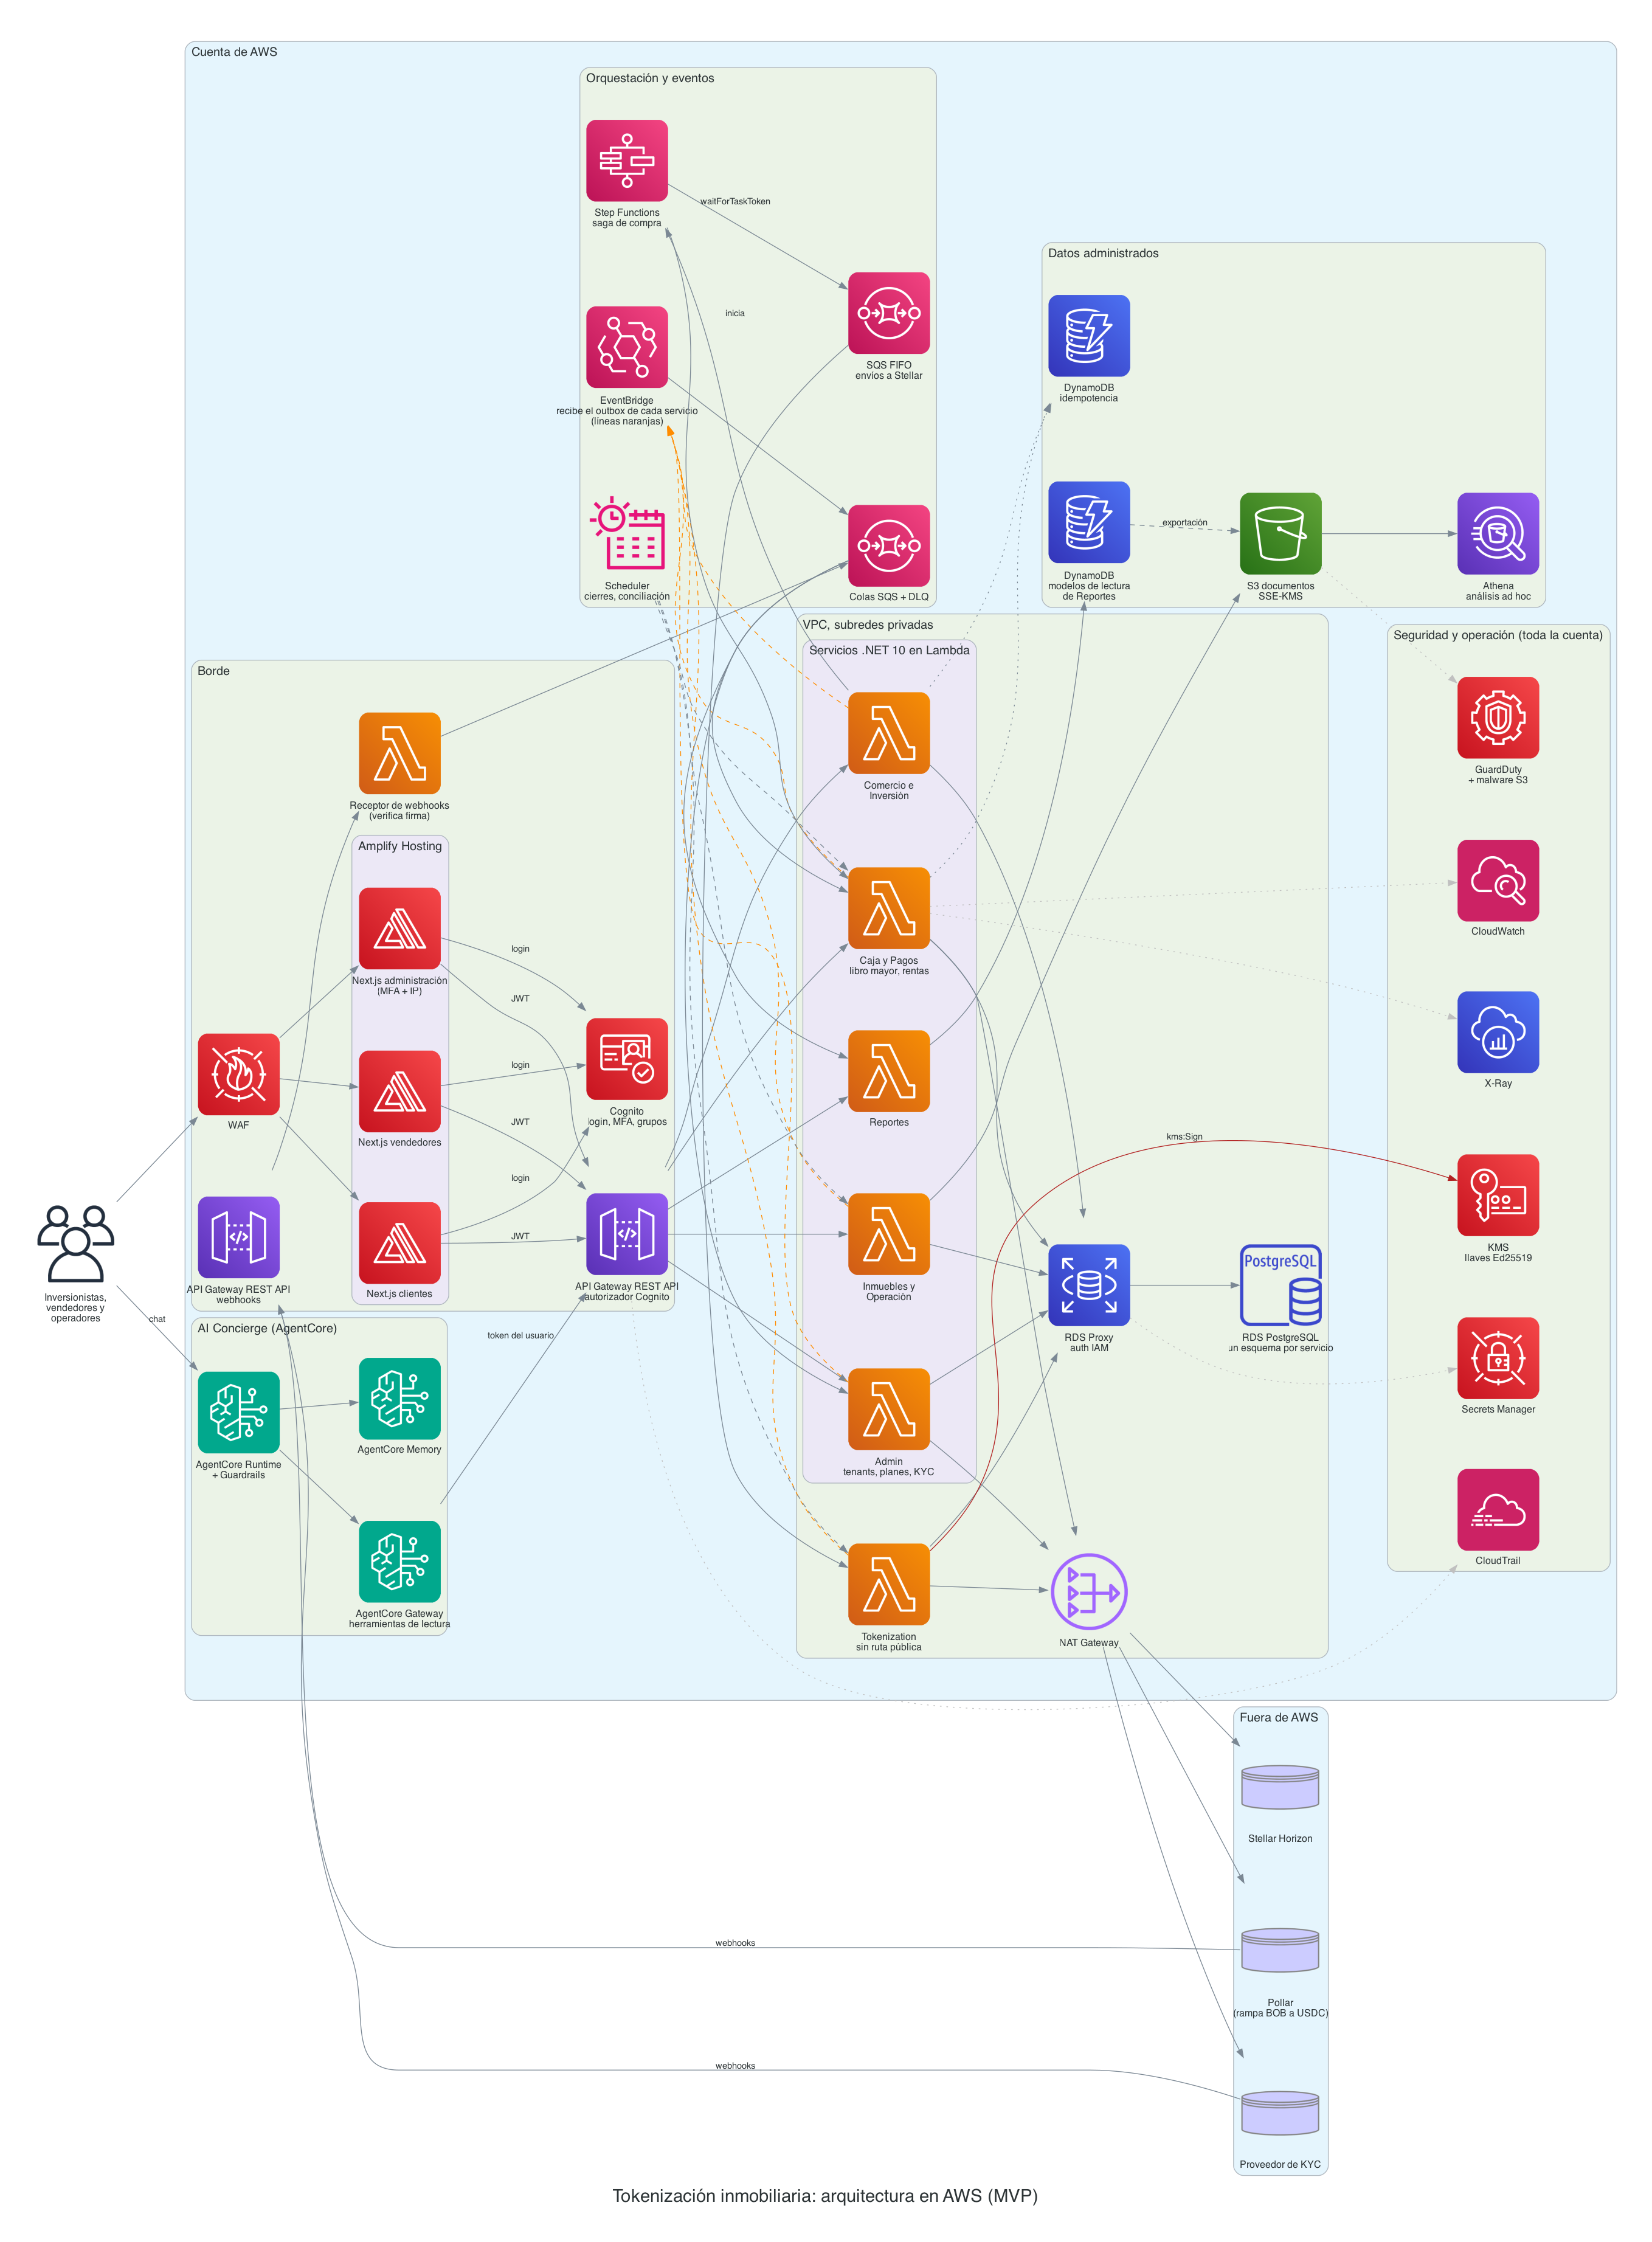 Cuenta de AWS
Orquestación y eventos
Step Functions
saga de compra
waitForTaskToken
inicia
SQS FIFO
envíos a Stellar
EventBridge
recibe el outbox de cada servicio
(líneas naranjas)
Scheduler
cierres, conciliación
Colas SQS + DLQ
Datos administrados
DynamoDB
idempotencia
DynamoDB
modelos de lectura
de Reportes
exportación
S3 documentos
SSE-KMS
Athena
análisis ad hoc
Borde
Receptor de webhooks
(verifica firma)
Amplify Hosting
Next.js administración
(MFA + IP)
Next.js vendedores
Next.js clientes
WAF
API Gateway REST API
webhooks
login
JWT
login
JWT
login
JWT
Cognito
login, MFA, grupos
API Gateway REST API
autorizador Cognito
Inversionistas,
vendedores y
operadores
chat
AI Concierge (AgentCore)
AgentCore Runtime
+ Guardrails
AgentCore Memory
AgentCore Gateway
herramientas de lectura
token del usuario
VPC, subredes privadas
Servicios .NET 10 en Lambda
Comercio e
Inversión
Caja y Pagos
libro mayor, rentas
Reportes
Inmuebles y
Operación
Admin
tenants, planes, KYC
Tokenization
sin ruta pública
kms:Sign
RDS Proxy
auth IAM
PostgreSQL
RDS PostgreSQL
un esquema por servicio
NAT Gateway
Seguridad y operación (toda la cuenta)
GuardDuty
+ malware S3
CloudWatch
X-Ray
KMS
llaves Ed25519
Secrets Manager
CloudTrail
Fuera de AWS
Stellar Horizon
Pollar
(rampa BOB a USDC)
Proveedor de KYC
webhooks
webhooks
Tokenización inmobiliaria: arquitectura en AWS (MVP)